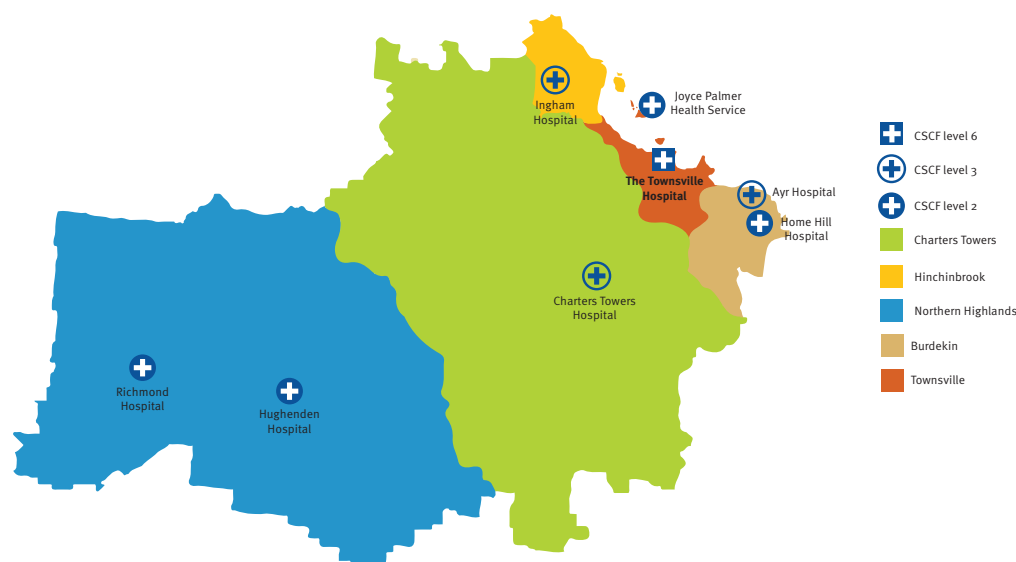 Ingham
Hospital
Joyce Palmer
Health Service
The Townsville
Hospital
Ayr Hospital
Home Hill
Hospital
Charters Towers
Hospital
Richmond
Hospital
Hughenden
Hospital
CSCF level 6
CSCF level 3
CSCF level 2
Charters Towers
Hinchinbrook
Northern Highlands
Burdekin
Townsville